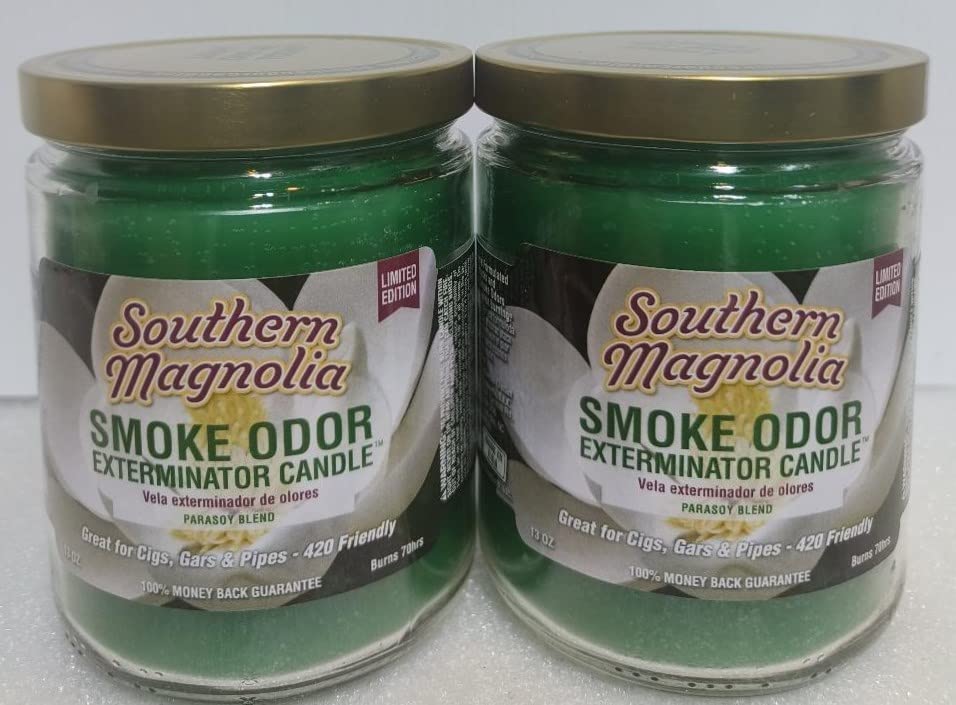 LIMITED
EDITION
Southern
Magnolia
SMOKE ODOR
EXTERMINATOR CANDLE™
Vela exterminador de olores
PARASOY BLEND
Great for Cigs, Gars & Pipes - 420 Friendly
13 OZ
Burns 70hrs
100% MONEY BACK GUARANTEE
LIMITED
EDITION
Southern
Magnolia
SMOKE ODOR
EXTERMINATOR CANDLE™
Vela exterminador de olores
PARASOY BLEND
Great for Cigs, Gars & Pipes - 420 Friendly
13 OZ
Burns 70hrs
100% MONEY BACK GUARANTEE